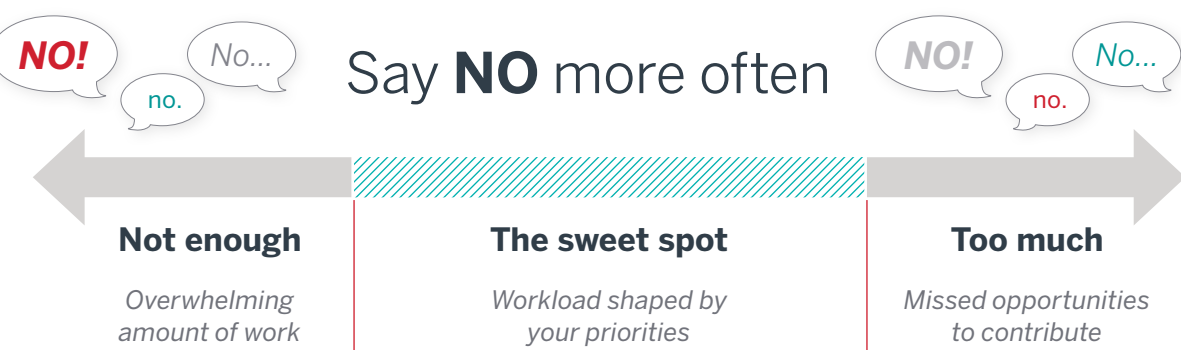 NO!
no.
No...
Say NO more often
NO!
no.
No...
Not enough
Overwhelming
amount of work
The sweet spot
Workload shaped by
your priorities
Too much
Missed opportunities
to contribute